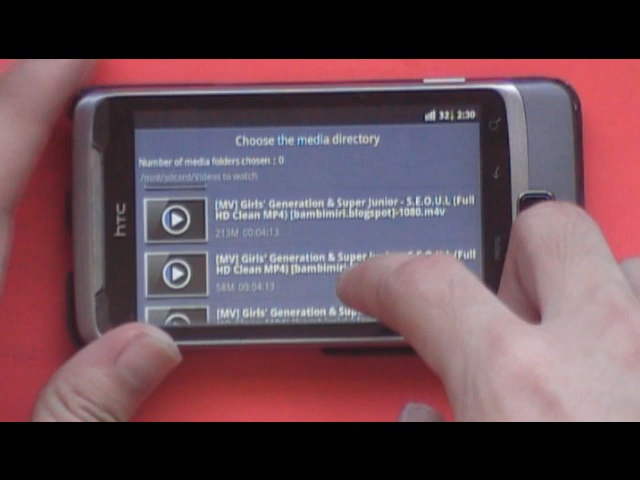 32 2:30
Choose the media directory
Number of media folders chosen : 0
/mnt/sdcard/Videos to watch
[MV] Girls' Generation & Super Junior - S.E.O.U.L (Full
HD Clean MP4) [bambimiri.blogspot]-1080.m4v
213M 00:04:13
[MV] Girls' Generation & Super Junior - S.E.O.U.L (Full
HD Clean MP4) [bambimiri.
58M 00:04:13
[MV] Girls' Generation & Sup
hTC